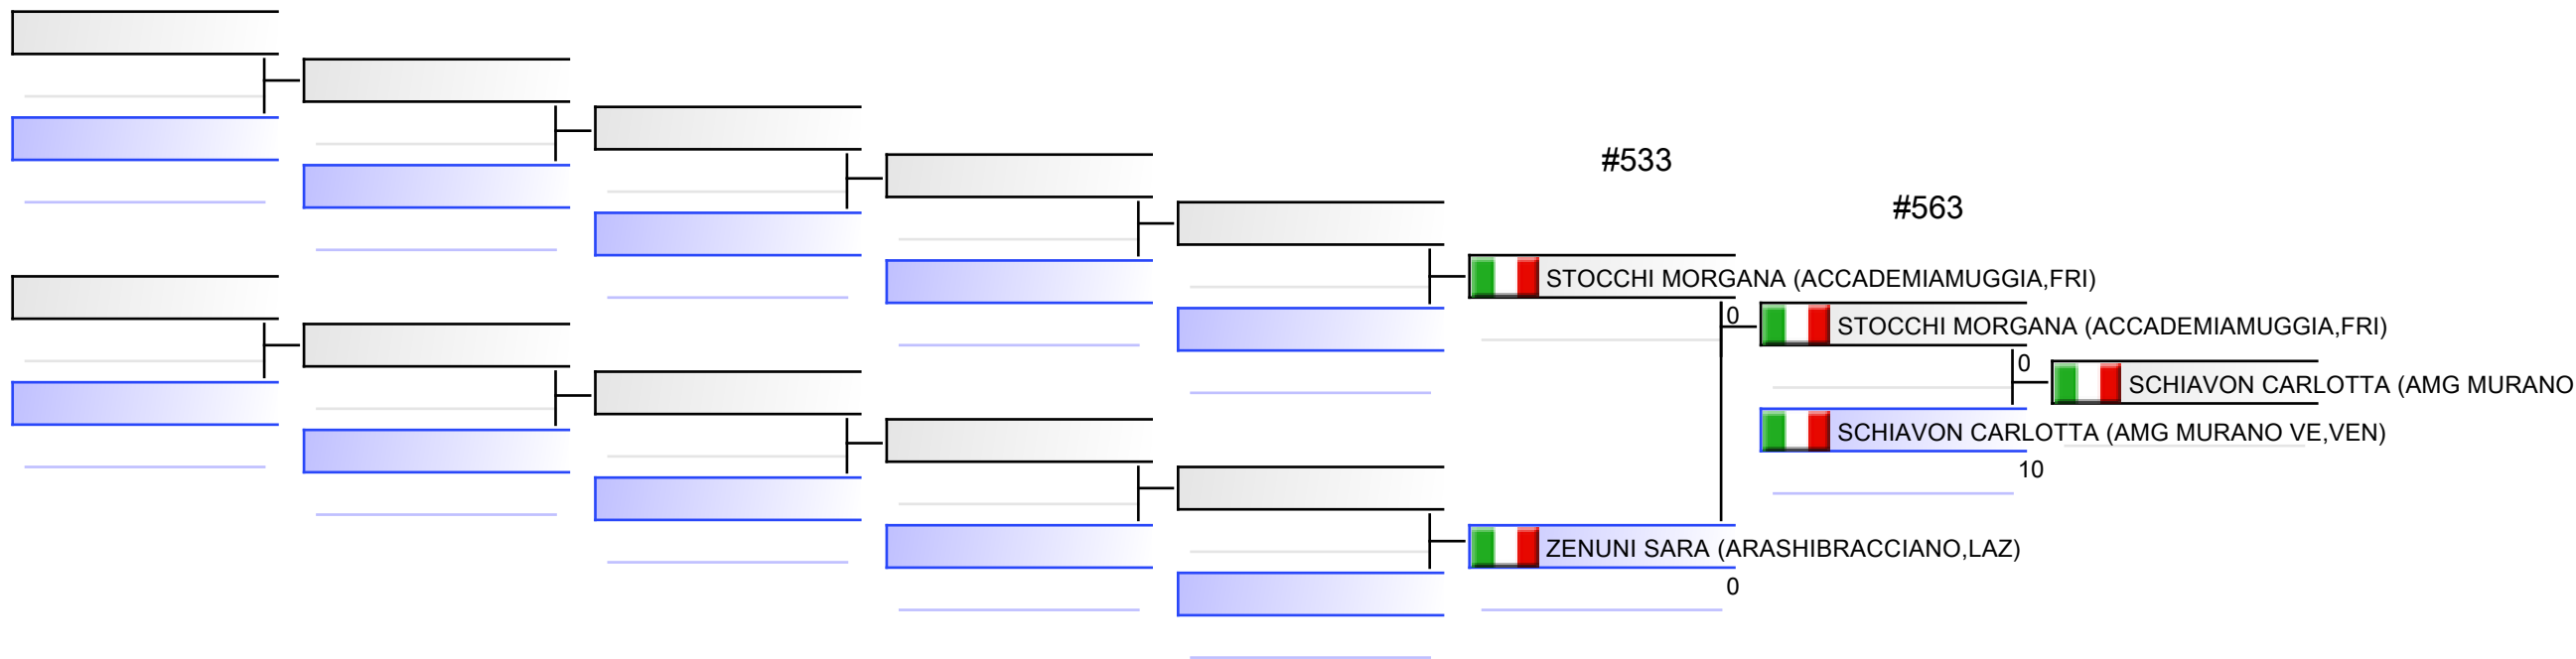 #533
#563
STOCCHI MORGANA (ACCADEMIAMUGGIA,FRI)
0
STOCCHI MORGANA (ACCADEMIAMUGGIA,FRI)
0
SCHIAVON CARLOTTA (AMG MURANO
SCHIAVON CARLOTTA (AMG MURANO VE,VEN)
10
ZENUNI SARA (ARASHIBRACCIANO,LAZ)
0